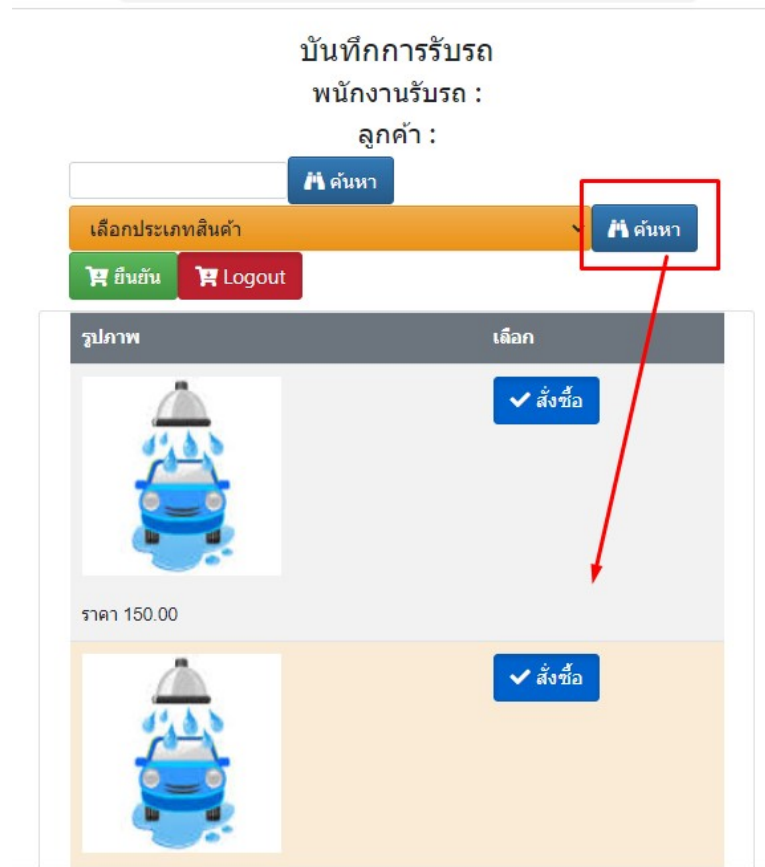 บันทึกการรับรถ
พนักงานรับรถ :
ลูกค้า :
ค้นหา
เลือกประเภทสินค้า ค้นหา
ยืนยัน Logout
รูปภาพ เลือก
สั่งซื้อ
ราคา 150.00
สั่งซื้อ